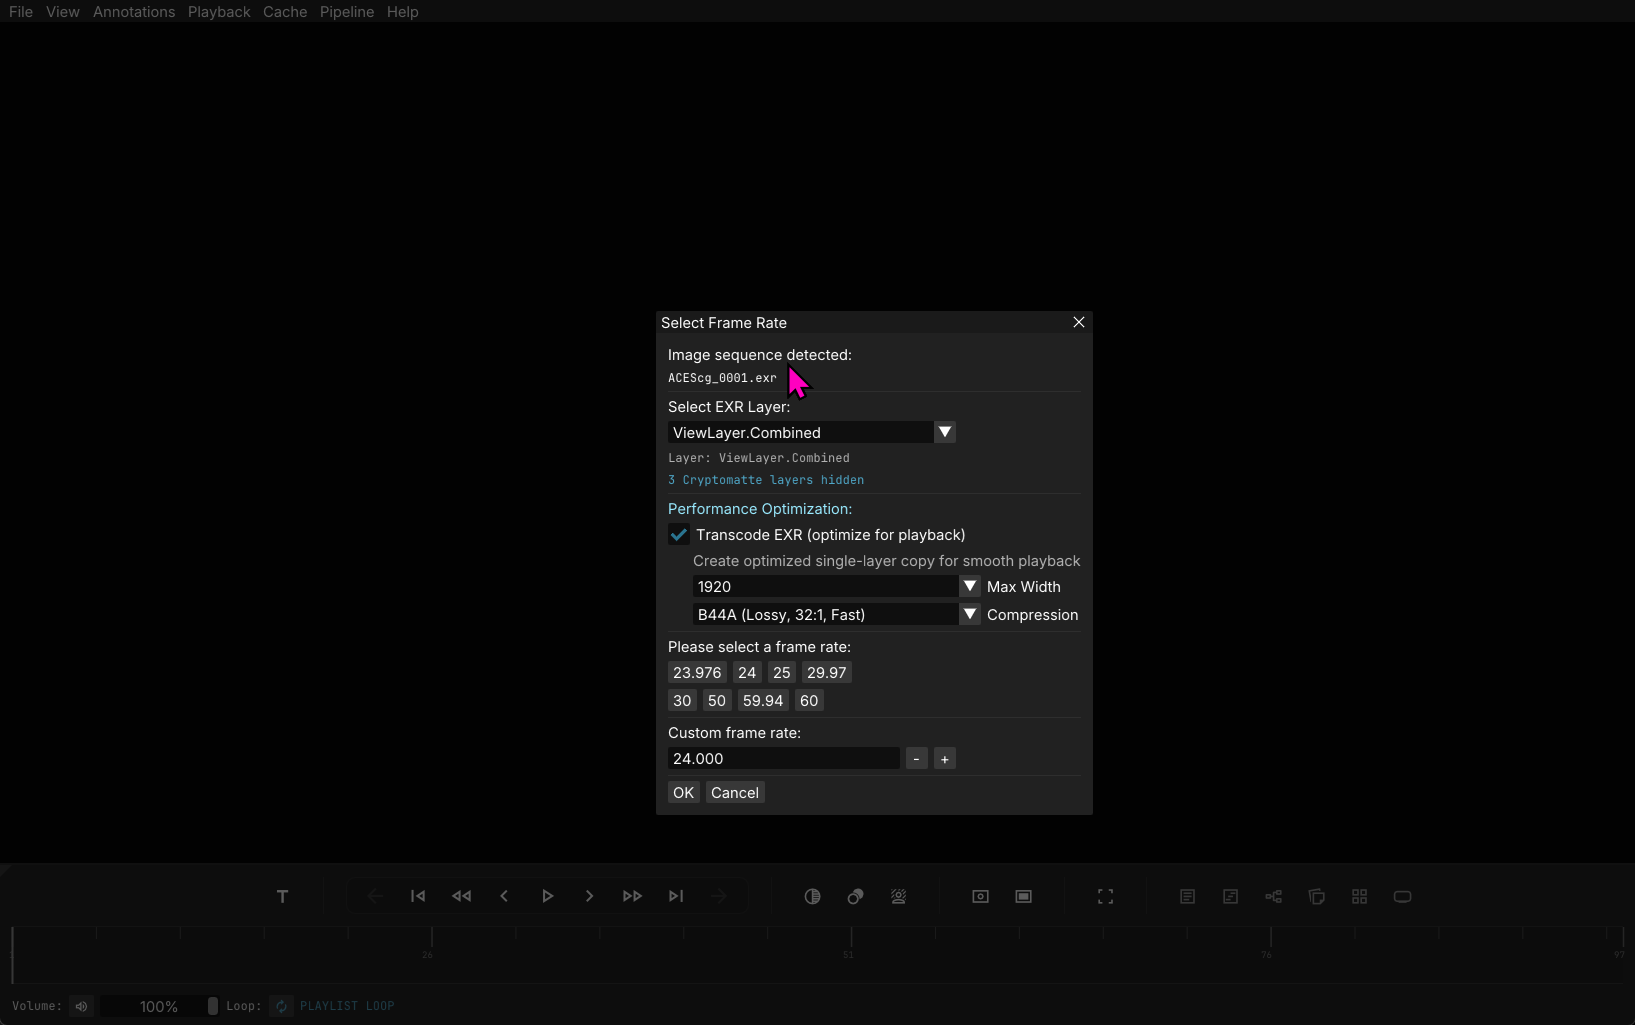 File View Annotations Playback Cache Pipeline Help
Select Frame Rate
Image sequence detected:
ACEScg_0001.exr
Select EXR Layer:
ViewLayer.Combined
Layer: ViewLayer.Combined
3 Cryptomatte layers hidden
Performance Optimization:
Transcode EXR (optimize for playback)
Create optimized single-layer copy for smooth playback
1920 Max Width
B44A (Lossy, 32:1, Fast) Compression
Please select a frame rate:
23.976 24 25 29.97
30 50 59.94 60
Custom frame rate:
24.000 - +
OK Cancel
T
26 51 76 97
Volume: 100% Loop: PLAYLIST LOOP